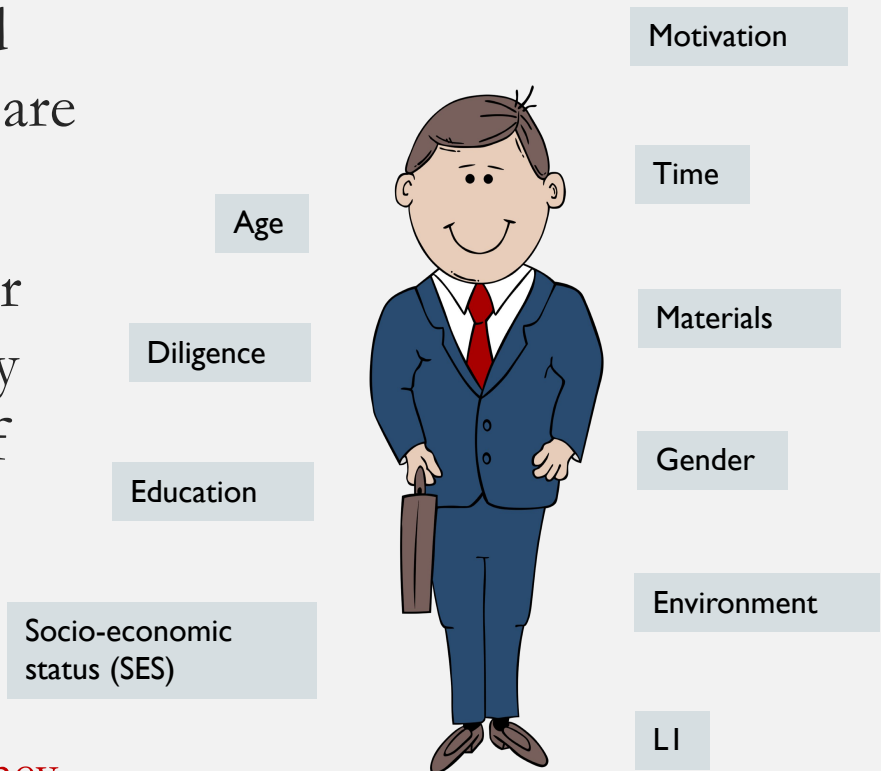 are
Motivation
Time
Age
Materials
Diligence
Gender
Education
Environment
Socio-economic
status (SES)
L1